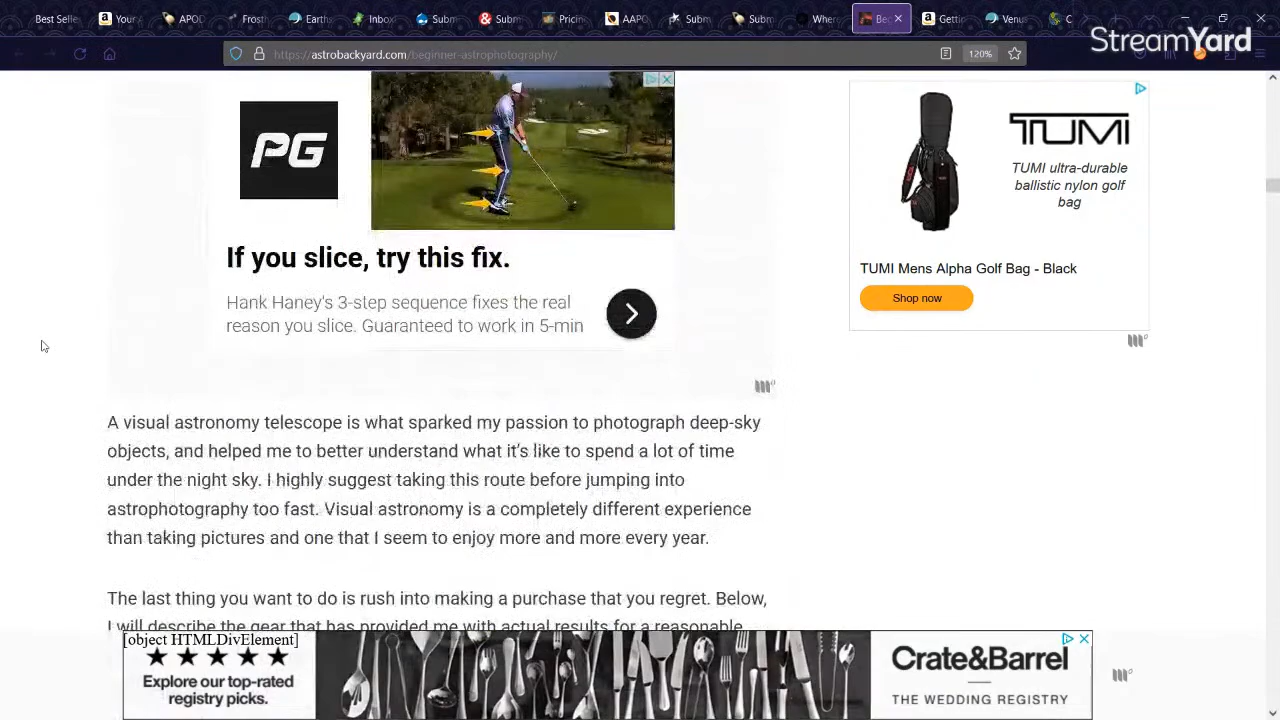 Best Selle
Your A
APOD
Frosth
Earths
Inbox
Subm
Subm
Pricin
AAPO
Subm
Subm
Where
Beg
Gettin
Venus
C
StreamYard
https://astrobackyard.com/beginner-astrophotography/
120%
PG
If you slice, try this fix.
Hank Haney's 3-step sequence fixes the real
reason you slice. Guaranteed to work in 5-min
TUMI
TUMI ultra-durable
ballistic nylon golf
bag
TUMI Mens Alpha Golf Bag - Black
Shop now
A visual astronomy telescope is what sparked my passion to photograph deep-sky
objects, and helped me to better understand what it's like to spend a lot of time
under the night sky. I highly suggest taking this route before jumping into
astrophotography too fast. Visual astronomy is a completely different experience
than taking pictures and one that I seem to enjoy more and more every year.
The last thing you want to do is rush into making a purchase that you regret. Below,
I will describe the gear that has provided me with actual results for a reasonable
[object HTMLDivElement]
Explore our top-rated
registry picks.
Crate&Barrel
THE WEDDING REGISTRY